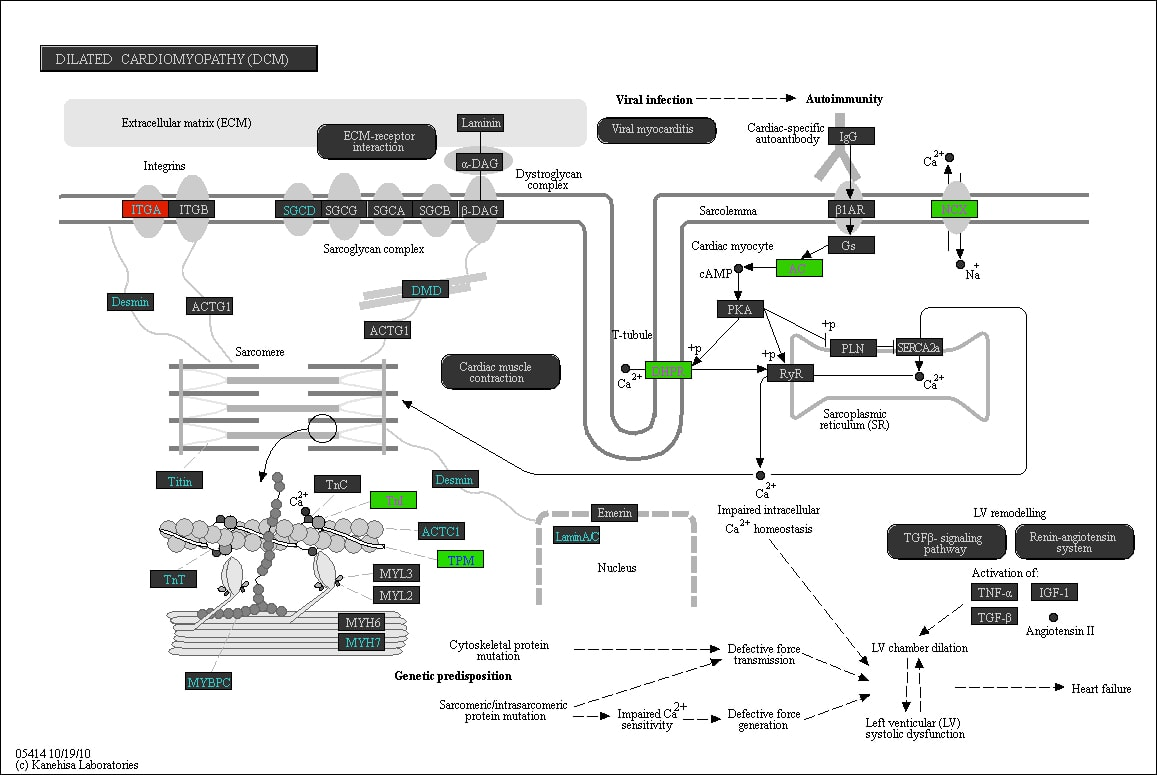 DILATED CARDIOMYOPATHY (DCM)
Viral infection
Autoimmunity
Extracellular matrix (ECM)
ECM-receptor
interaction
Laminin
Viral myocarditis
Cardiac-specific
autoantibody
IgG
Integrins
α-DAG
Dystroglycan
complex
Ca2+
ITGA
ITGB
SGCD
SGCG
SGCA
SGCB
β-DAG
Sarcolemma
β1AR
NCX
Sarcoglycan complex
Cardiac myocyte
Gs
cAMP
AC
Na+
Desmin
ACTG1
DMD
PKA
ACTG1
T-tubule
+p
+p
+p
PLN
SERCA2a
Sarcomere
Cardiac muscle
contraction
Ca2+
DHPR
RyR
Ca2+
Sarcoplasmic
reticulum (SR)
Titin
Desmin
Ca2+
TnC
TnI
Ca2+
Impaired intracellular
Ca2+ homeostasis
Emerin
LaminA/C
Nucleus
ACTC1
TPM
TnT
MYL3
MYL2
MYH6
MYH7
MYBPC
LV remodelling
TGFβ- signaling
pathway
Renin-angiotensin
system
Activation of:
TNF-α
IGF-1
TGF-β
Angiotensin II
LV chamber dilation
Cytoskeletal protein
mutation
Defective force
transmission
Genetic predisposition
Sarcomeric/intrasarcomeric
protein mutation
Impaired Ca2+
sensitivity
Defective force
generation
Heart failure
Left venticular (LV)
systolic dysfunction
05414 10/19/10
(c) Kanehisa Laboratories